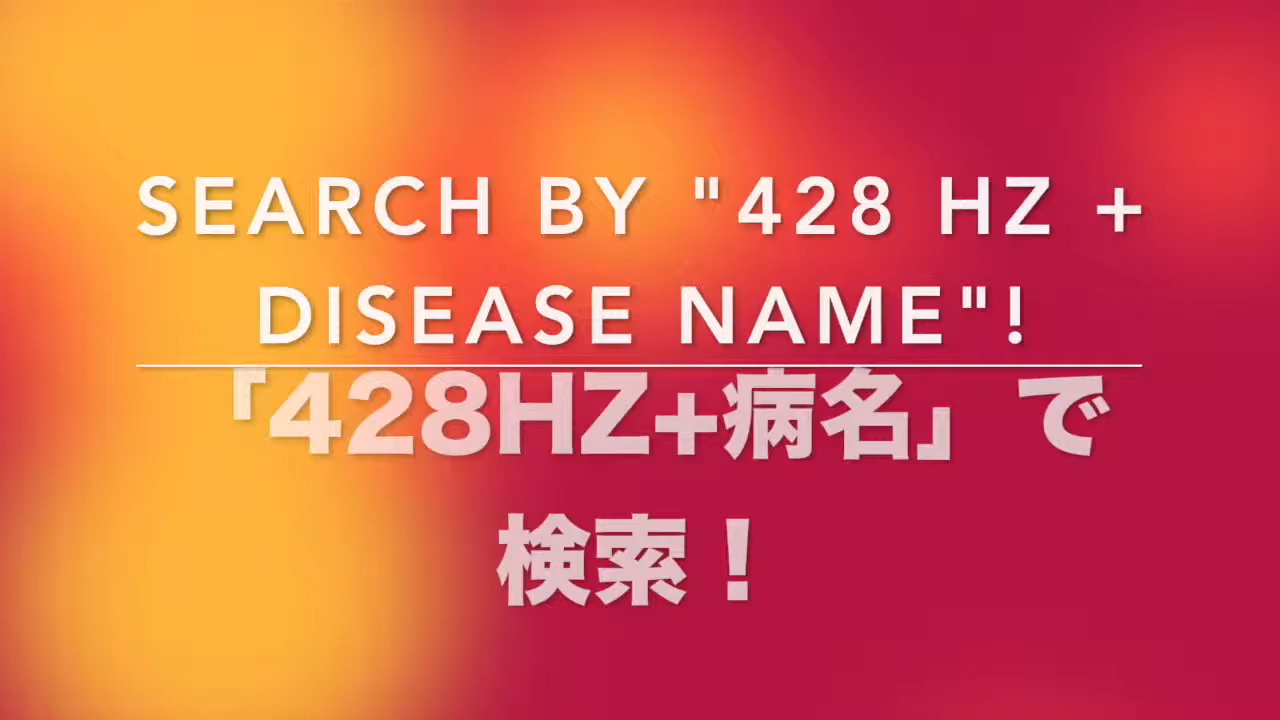 SEARCH BY "428 HZ +
DISEASE NAME"!
「428HZ+病名」で
検索！